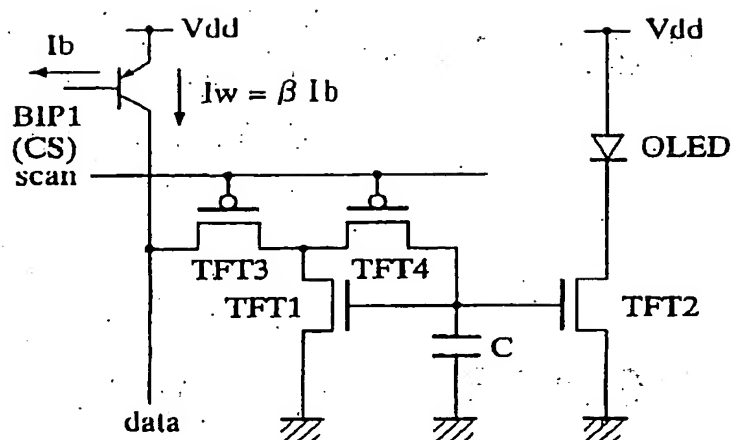 Vdd
Vdd
Ib
Iw = β Ib
BIP1
(CS)
OLED
scan
TFT3
TFT4
TFT1
TFT2
C
data